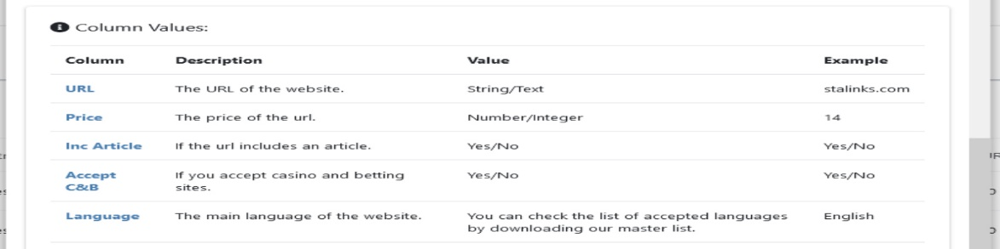 Column Values:
Column Description Value Example
URL The URL of the website. String/Text stalinks.com
Price The price of the url. Number/Integer 14
Inc Article If the url includes an article. Yes/No Yes/No
Accept If you accept casino and betting Yes/No Yes/No
C&B sites.
Language The main language of the website. You can check the list of accepted languages English
by downloading our master list.